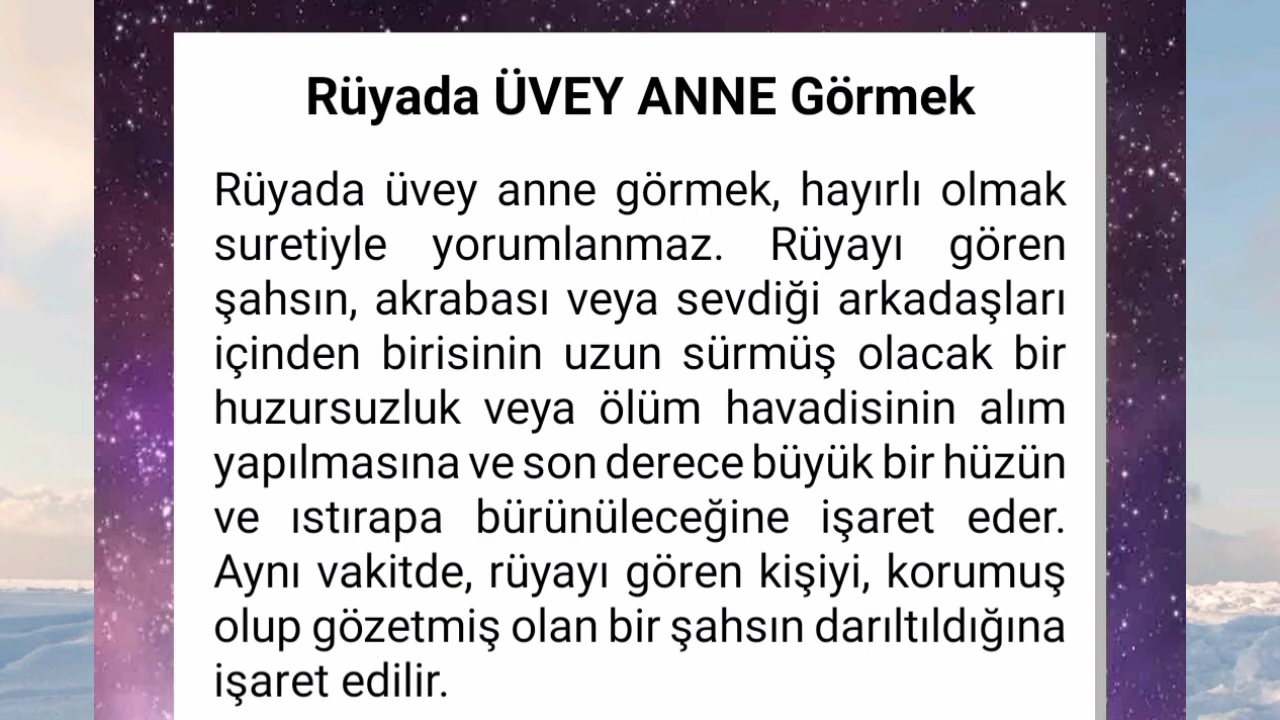 Rüyada ÜVEY ANNE Görmek
Rüyada üvey anne görmek, hayırlı olmak
suretiyle yorumlanmaz. Rüyayı gören
şahsın, akrabası veya sevdiği arkadaşları
içinden birisinin uzun sürmüş olacak bir
huzursuzluk veya ölüm havadisinin alım
yapılmasına ve son derece büyük bir hüzün
ve ıstırapa bürünüleceğine işaret eder.
Aynı vakitde, rüyayı gören kişiyi, korumuş
olup gözetmiş olan bir şahsın darıltıldığına
işaret edilir.